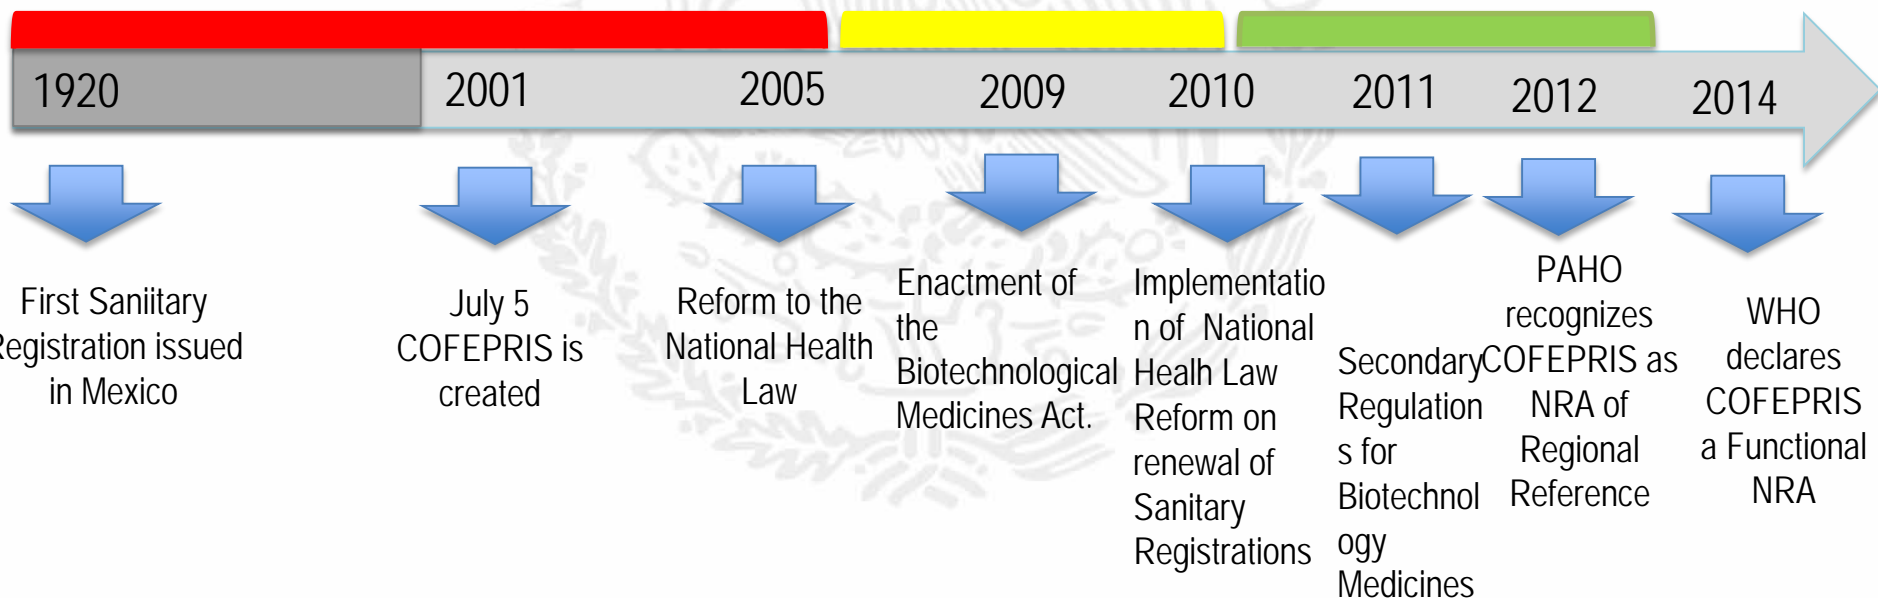 1920
2001
2005
2009
2010
2011
2012
2014
First Saniitary
Registration issued
in Mexico
July 5
COFEPRIS is
created
Reform to the
National Health
Law
Enactment of
the
Biotechnological
Medicines Act.
Implementatio
n of National
Healh Law
Reform on
renewal of
Sanitary
Registrations
Secondary
Regulation
s for
Biotechnol
ogy
Medicines
PAHO
recognizes
COFEPRIS as
NRA of
Regional
Reference
WHO
declares
COFEPRIS
a Functional
NRA